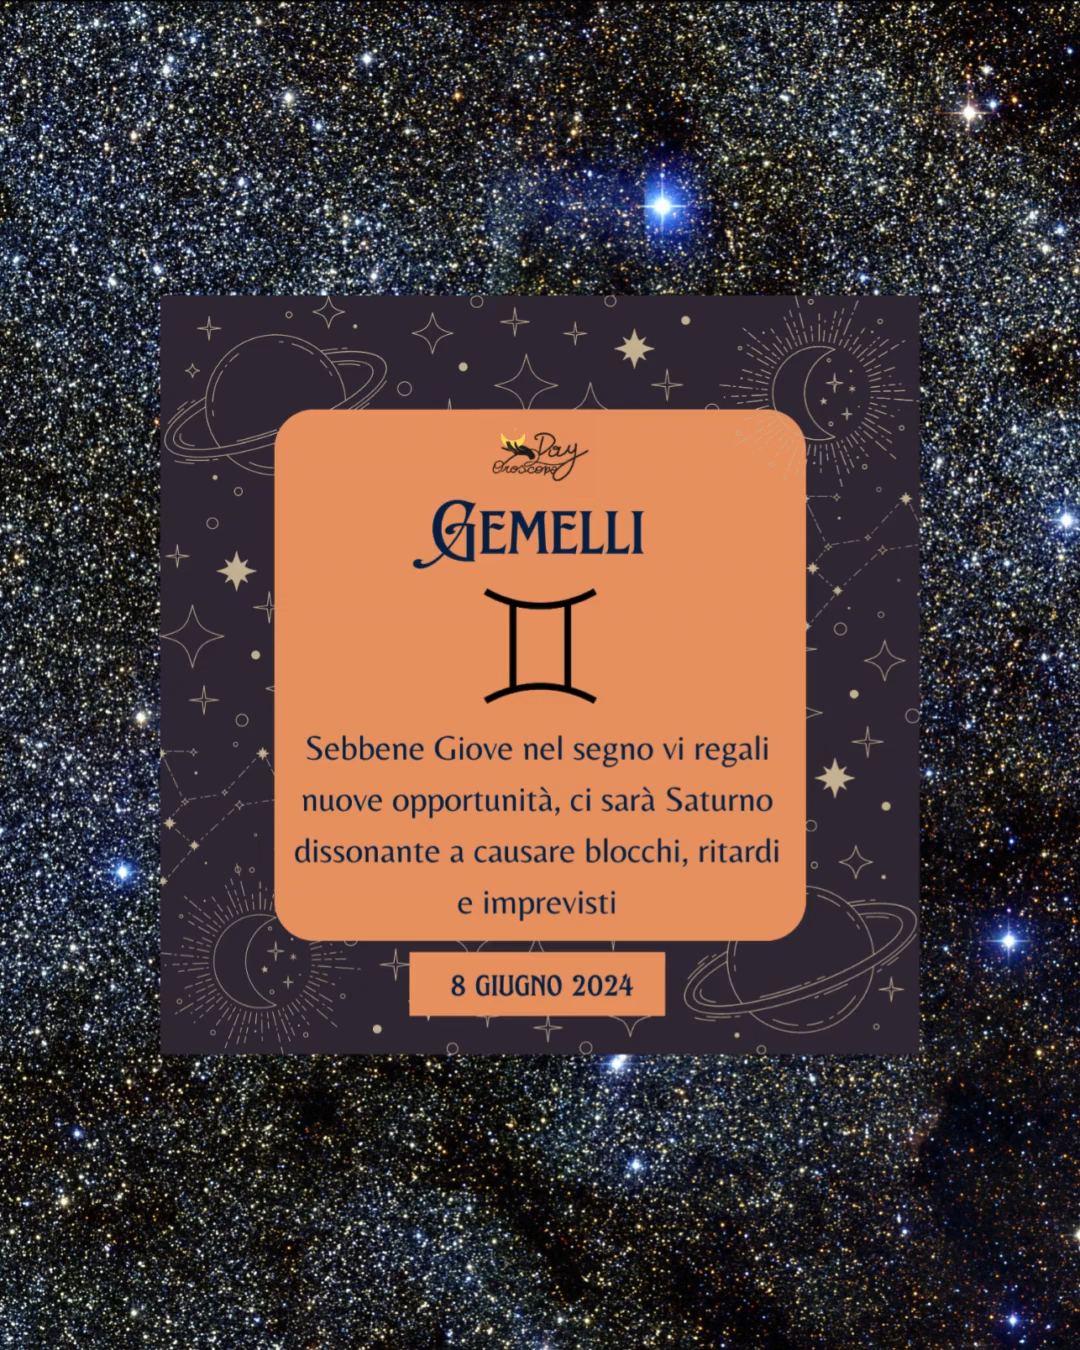 Day
Oroscopo
GEMELLI
Sebbene Giove nel segno vi regali
nuove opportunità, ci sarà Saturno
dissonante a causare blocchi, ritardi
e imprevisti
8 GIUGNO 2024